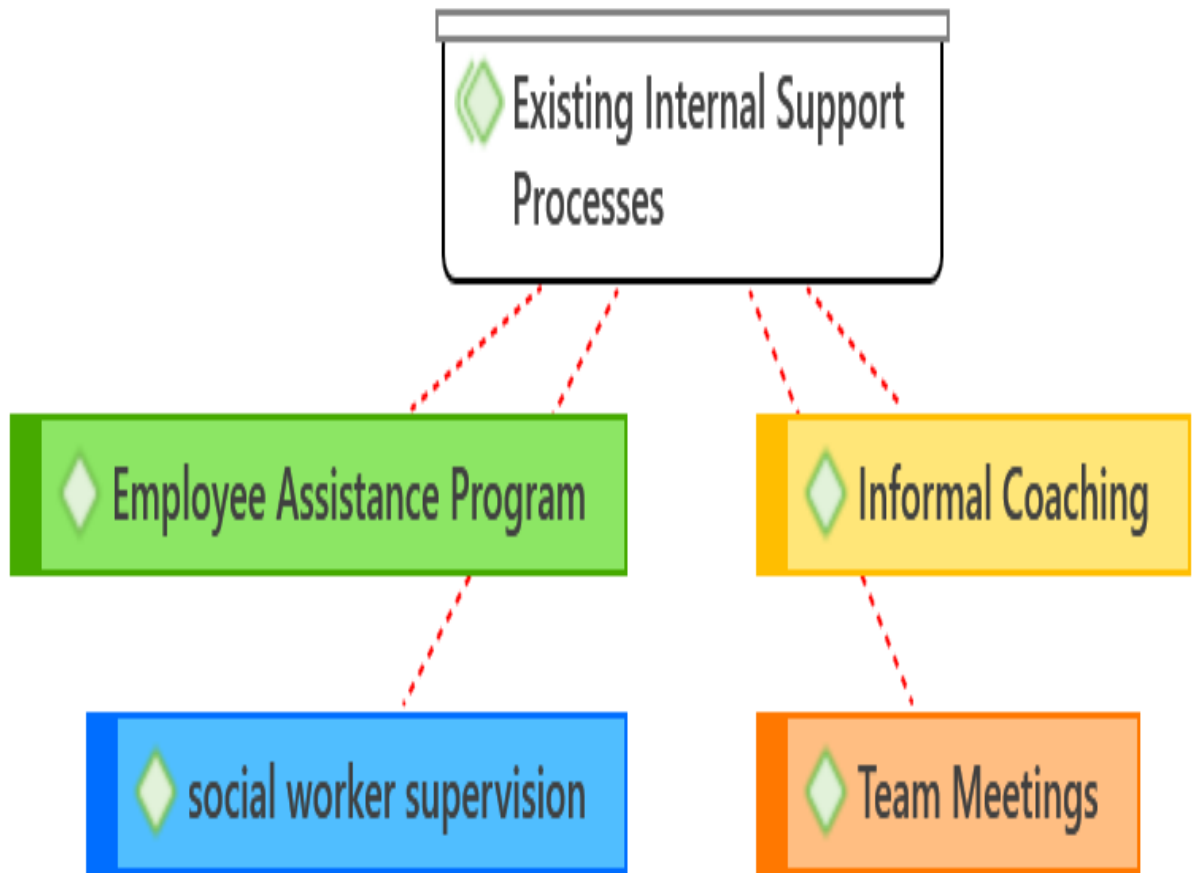 Existing Internal Support
Processes
Employee Assistance Program
Informal Coaching
social worker supervision
Team Meetings